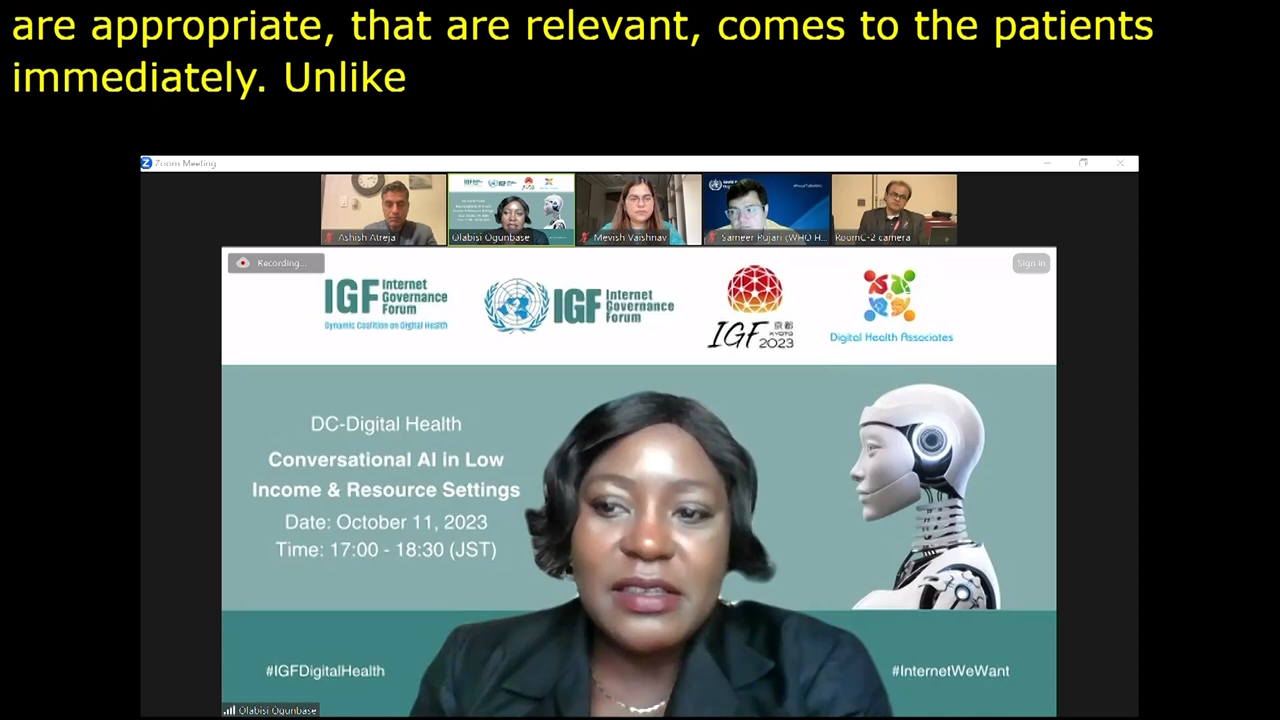 are appropriate, that are relevant, comes to the patients
immediately. Unlike
Zoom Meeting
Ashish Atreja
Olabisi Ogunbase
Mevish Vaishnav
Sameer Pujari (WHO H...
RoomC-2 camera
Recording...
Sign in
IGF Internet
Governance
Forum
Dynamic Coalition on Digital Health
IGF Internet
Governance
Forum
IGF 京都
KYOTO
2023
Digital Health Associates
DC-Digital Health
Conversational AI in Low
Income & Resource Settings
Date: October 11, 2023
Time: 17:00 - 18:30 (JST)
#IGFDigitalHealth
#InternetWeWant
Olabisi Ogunbase